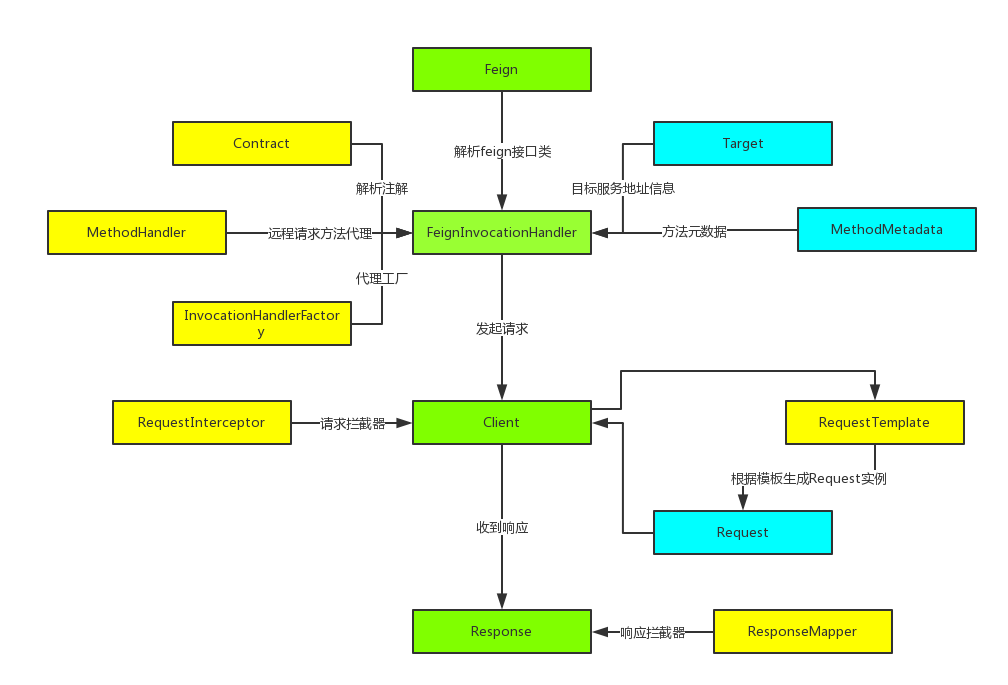 Feign
Contract
解析feign接口类
Target
解析注解
目标服务地址信息
MethodHandler
远程请求方法代理
FeignInvocationHandler
方法元数据
MethodMetadata
代理工厂
InvocationHandlerFactor
y
发起请求
RequestInterceptor
请求拦截器
Client
RequestTemplate
根据模板生成Request实例
收到响应
Request
Response
响应拦截器
ResponseMapper